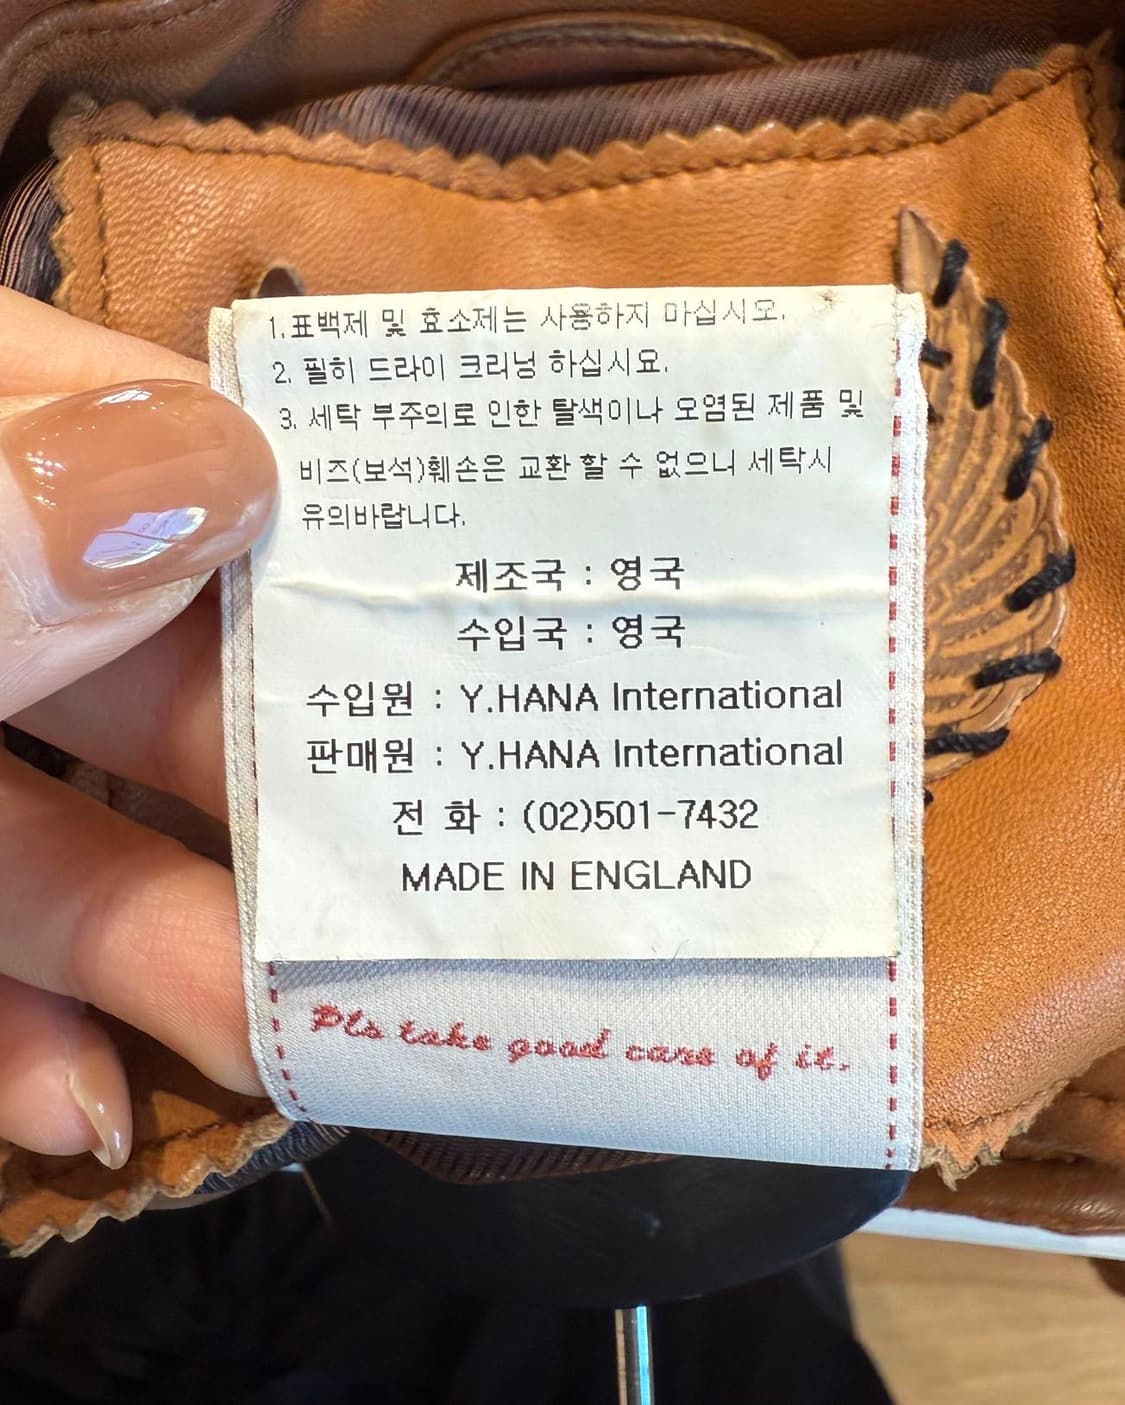 1.표백제 및 효소제는 사용하지 마십시오.
2. 필히 드라이 크리닝 하십시요.
3. 세탁 부주의로 인한 탈색이나 오염된 제품 및
비즈(보석)훼손은 교환 할 수 없으니 세탁시
유의바랍니다.
제조국 : 영국
수입국 : 영국
수입원 : Y.HANA International
판매원 : Y.HANA International
전 화 : (02)501-7432
MADE IN ENGLAND
Pls take good care of it.